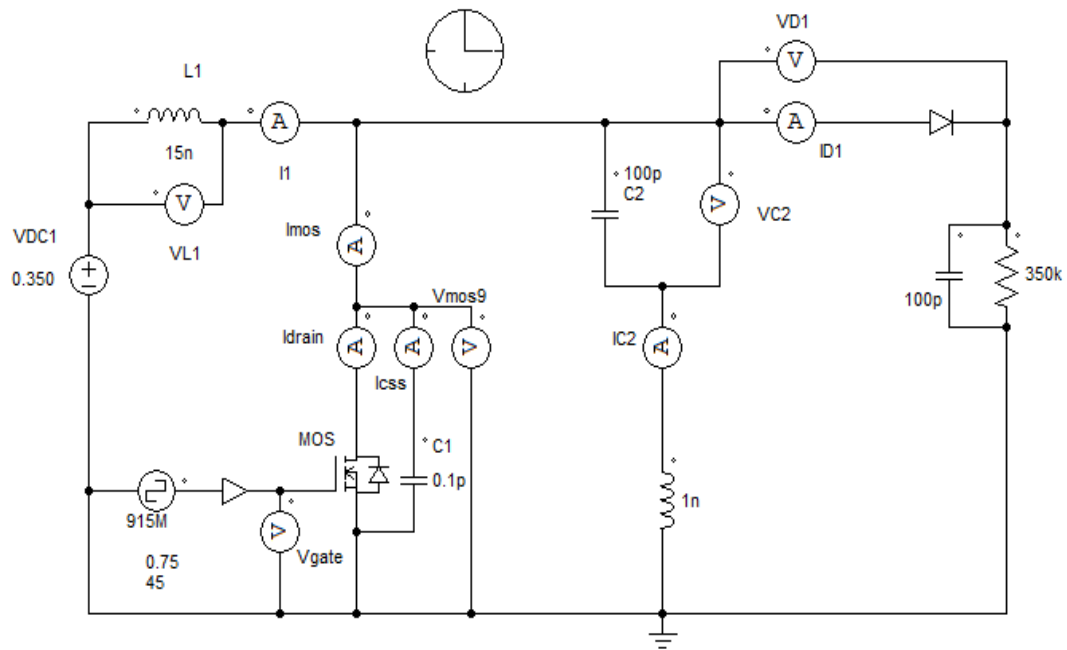 VD1
V
L1
A
A
15n
I1
ID1
100p
C2
V
VL1
V
VC2
VDC1
0.350
Imos
A
350k
100p
Vmos9
Idrain
A
A
V
IC2
A
Icss
MOS
C1
0.1p
1n
915M
V
Vgate
0.75
45